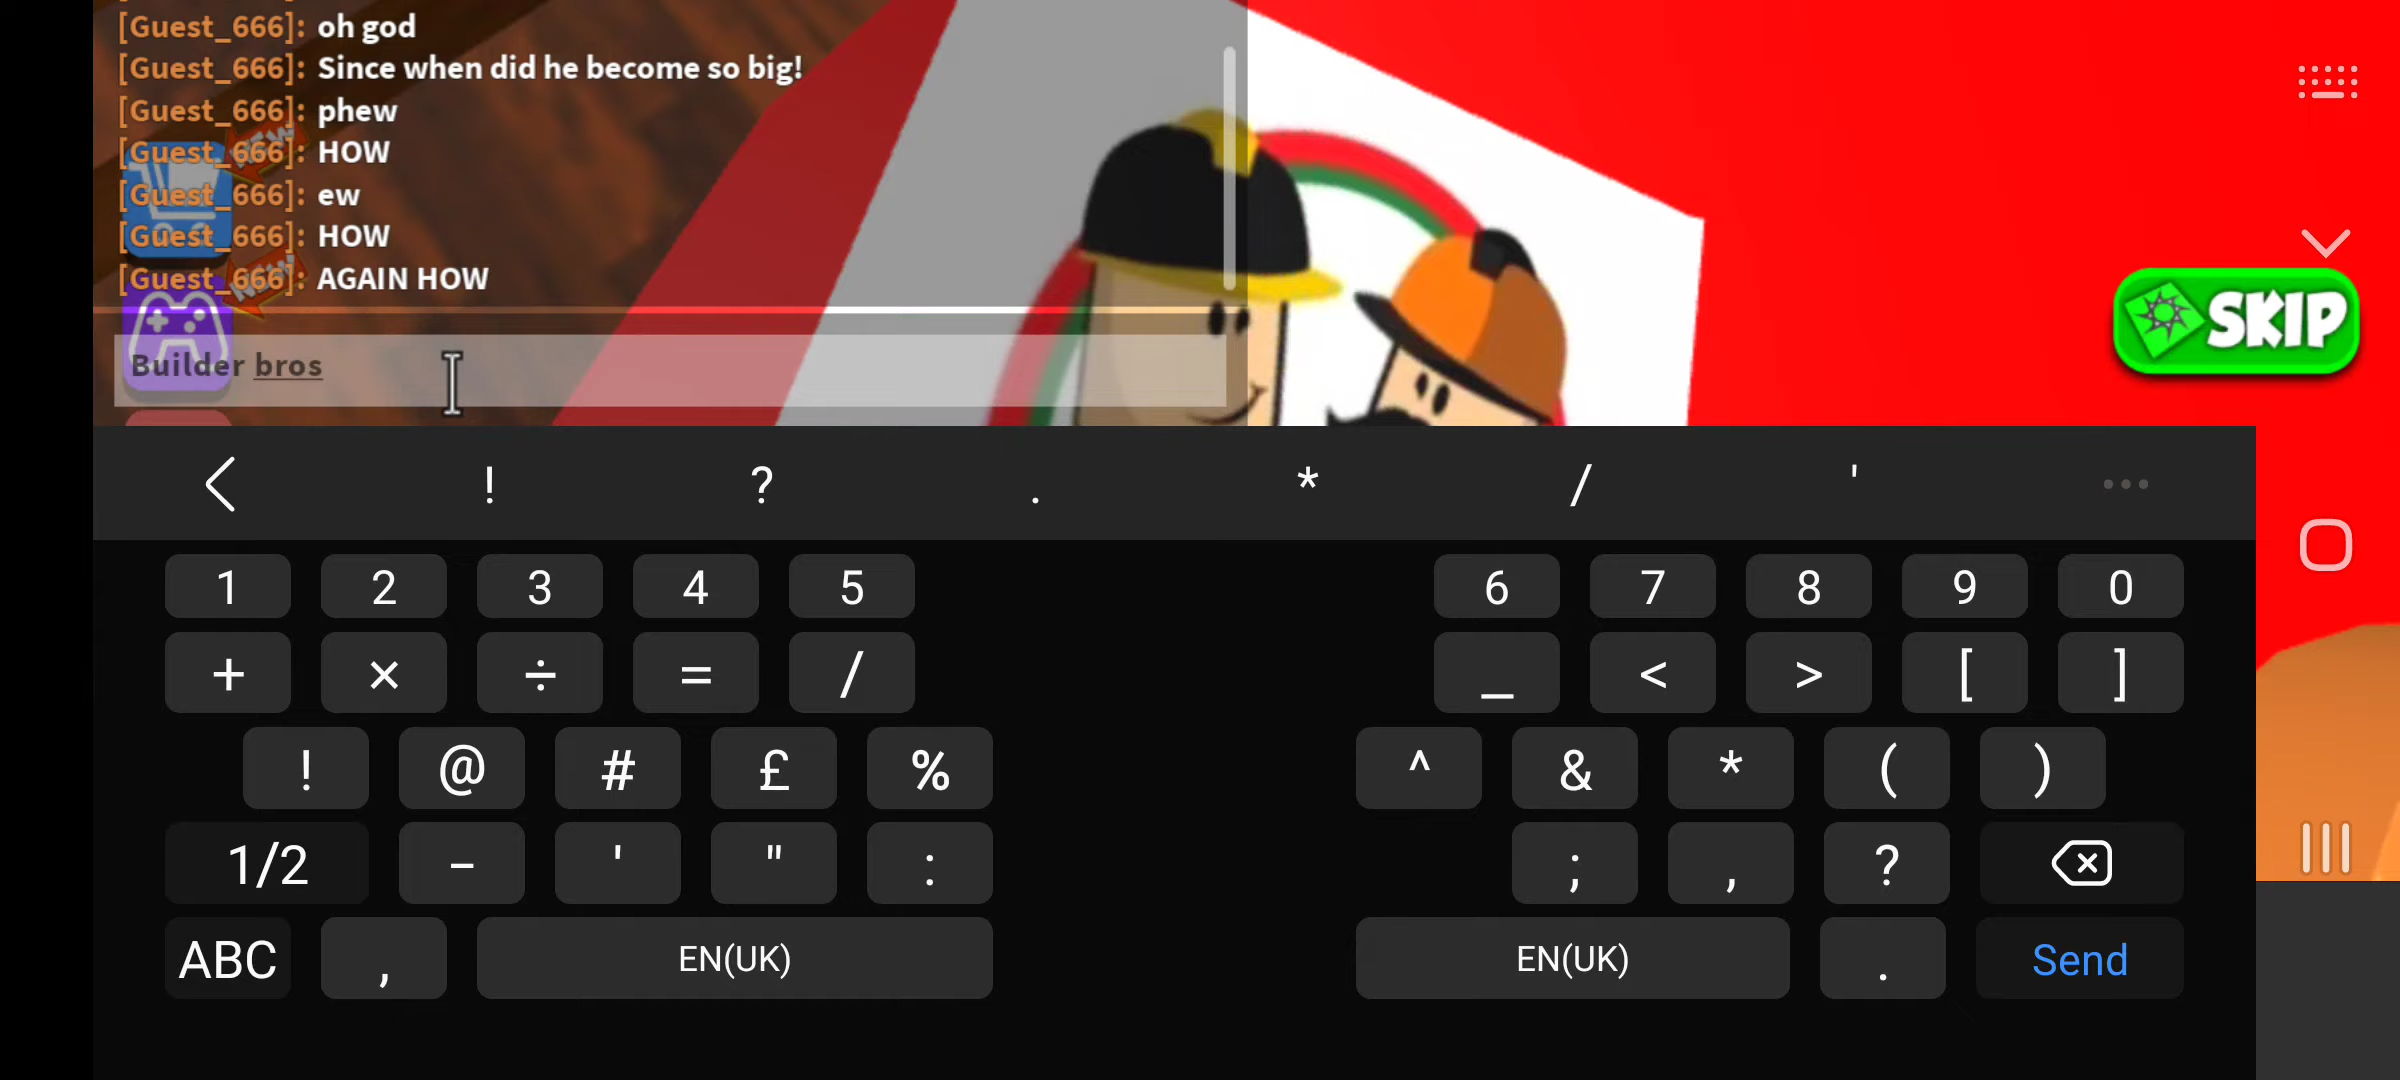 [Guest_666]: oh god
[Guest_666]: Since when did he become so big!
[Guest_666]: phew
[Guest_666]: HOW
[Guest_666]: ew
[Guest_666]: HOW
[Guest_666]: AGAIN HOW
Builder bros
SKIP
! ? . * / '
1 2 3 4 5 6 7 8 9 0
+ × ÷ = / _ < > [ ]
! @ # £ % ^ & * ( )
1/2 - ' " : ; , ?
ABC , EN(UK) EN(UK) . Send